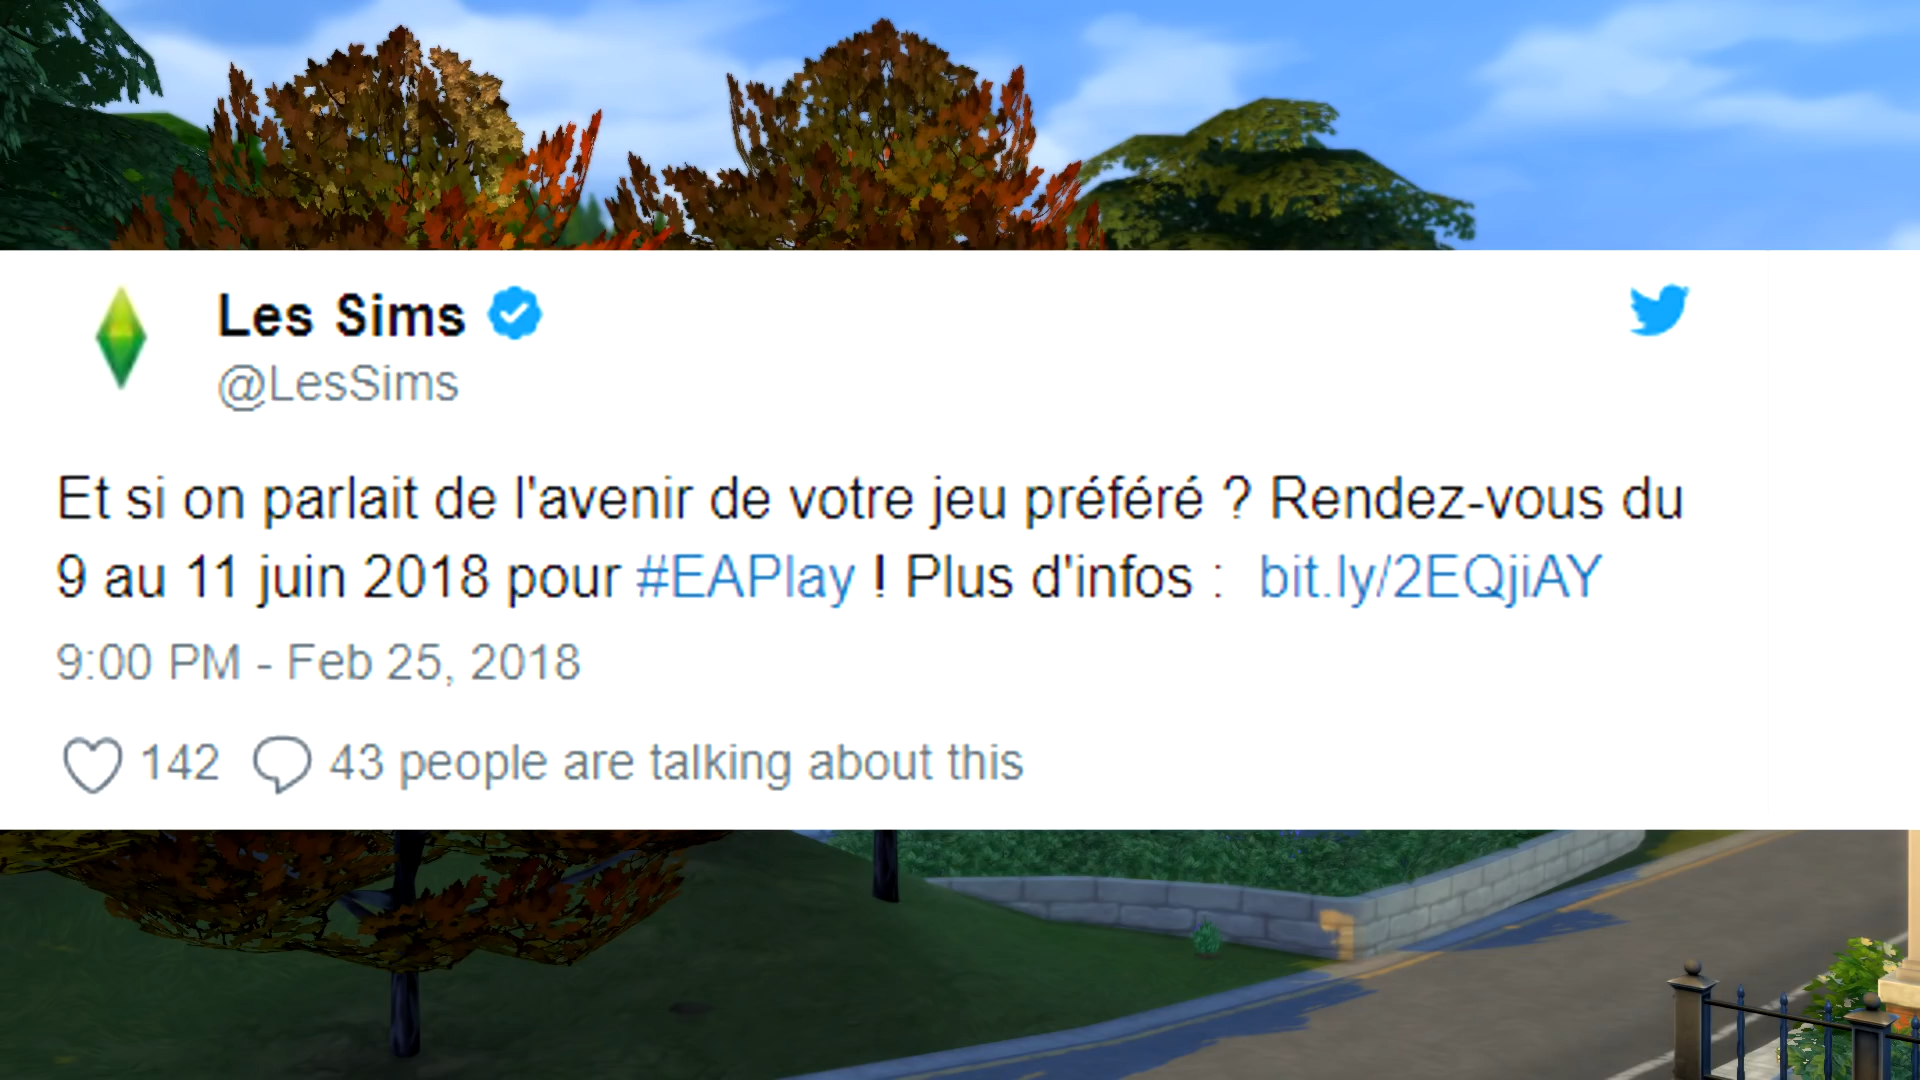 Les Sims
@LesSims
Et si on parlait de l'avenir de votre jeu préféré ? Rendez-vous du
9 au 11 juin 2018 pour #EAPlay ! Plus d'infos : bit.ly/2EQjiAY
9:00 PM - Feb 25, 2018
142 43 people are talking about this